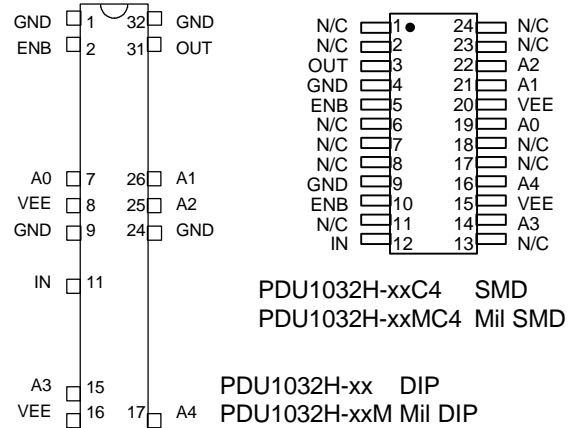 GND 1 32 GND
ENB 2 31 OUT
A0 7 26 A1
VEE 8 25 A2
GND 9 24 GND
IN 11
A3 15
VEE 16 17 A4
N/C 1 24 N/C
N/C 2 23 N/C
OUT 3 22 A2
GND 4 21 A1
ENB 5 20 VEE
N/C 6 19 A0
N/C 7 18 N/C
N/C 8 17 N/C
GND 9 16 A4
ENB 10 15 VEE
N/C 11 14 A3
IN 12 13 N/C
PDU1032H-xxC4 SMD
PDU1032H-xxMC4 Mil SMD
PDU1032H-xx DIP
PDU1032H-xxM Mil DIP